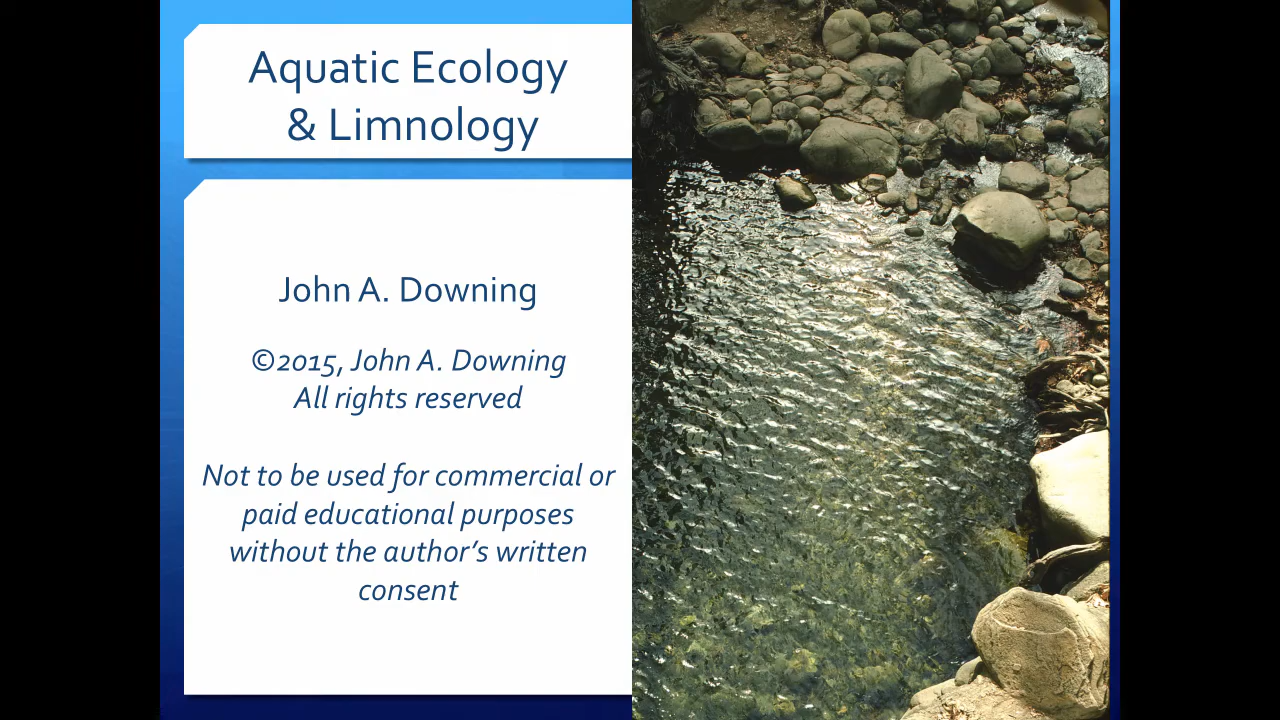 Aquatic Ecology
& Limnology
John A. Downing
©2015, John A. Downing
All rights reserved
Not to be used for commercial or
paid educational purposes
without the author’s written
consent